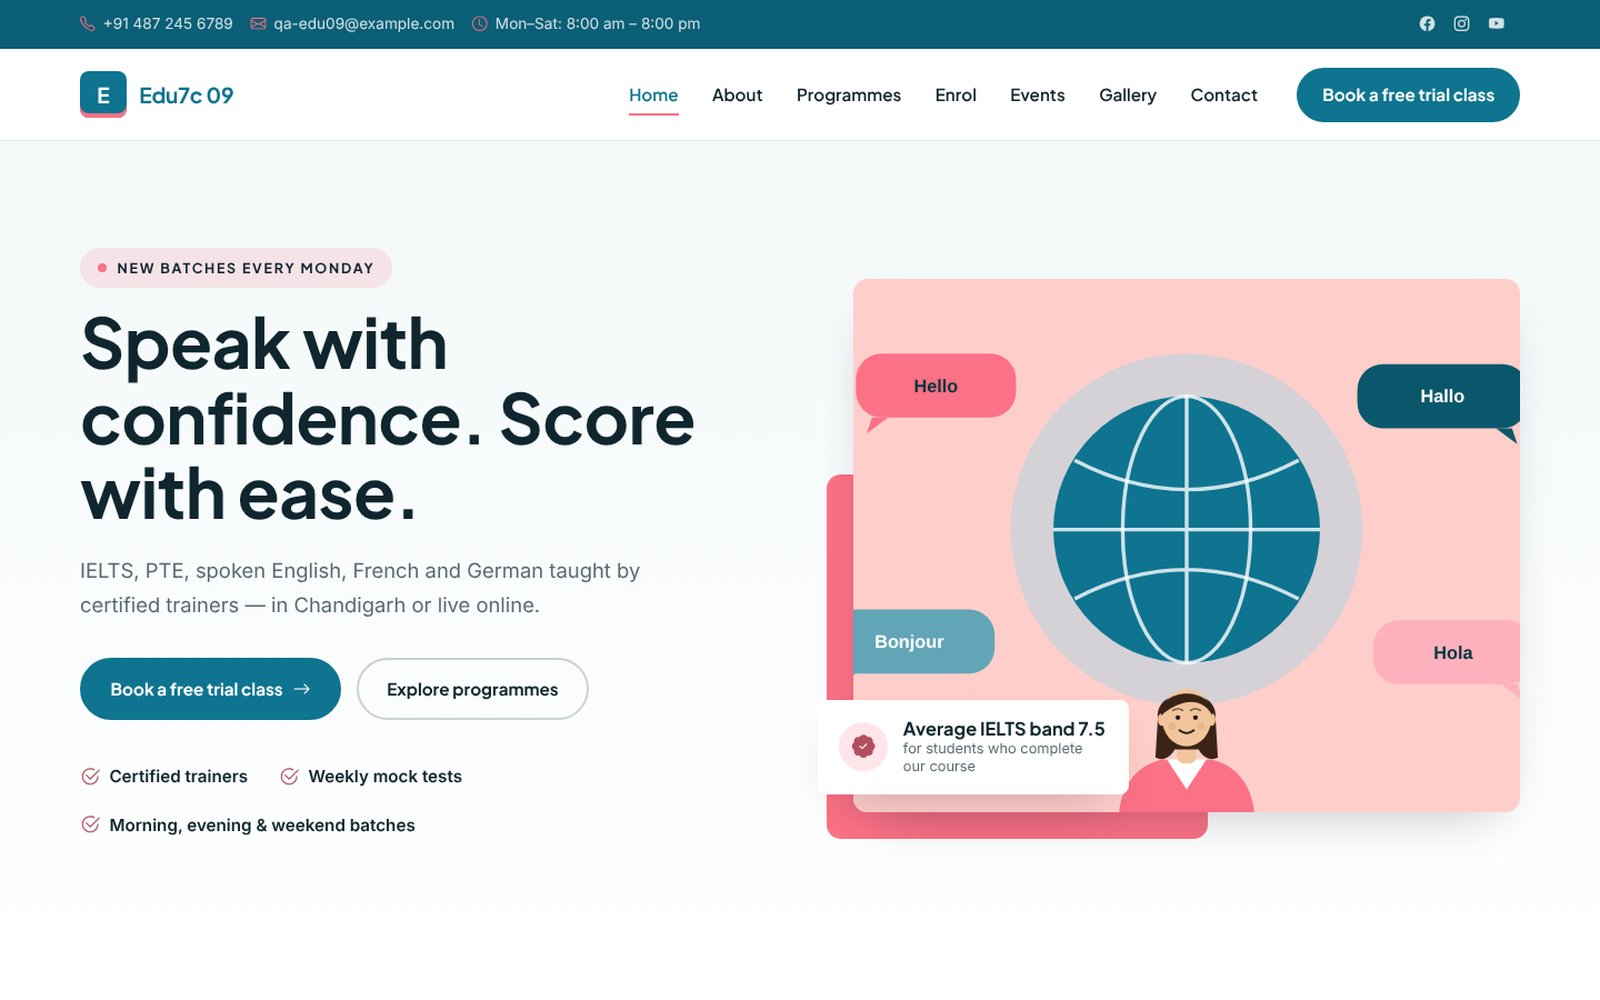 +91 487 245 6789
qa-edu09@example.com
Mon–Sat: 8:00 am – 8:00 pm
E
Edu7c 09
Home
About
Programmes
Enrol
Events
Gallery
Contact
Book a free trial class
NEW BATCHES EVERY MONDAY
Speak with
confidence. Score
with ease.
IELTS, PTE, spoken English, French and German taught by
certified trainers — in Chandigarh or live online.
Book a free trial class
Explore programmes
Certified trainers
Weekly mock tests
Morning, evening & weekend batches
Hello
Hallo
Bonjour
Hola
Average IELTS band 7.5
for students who complete
our course